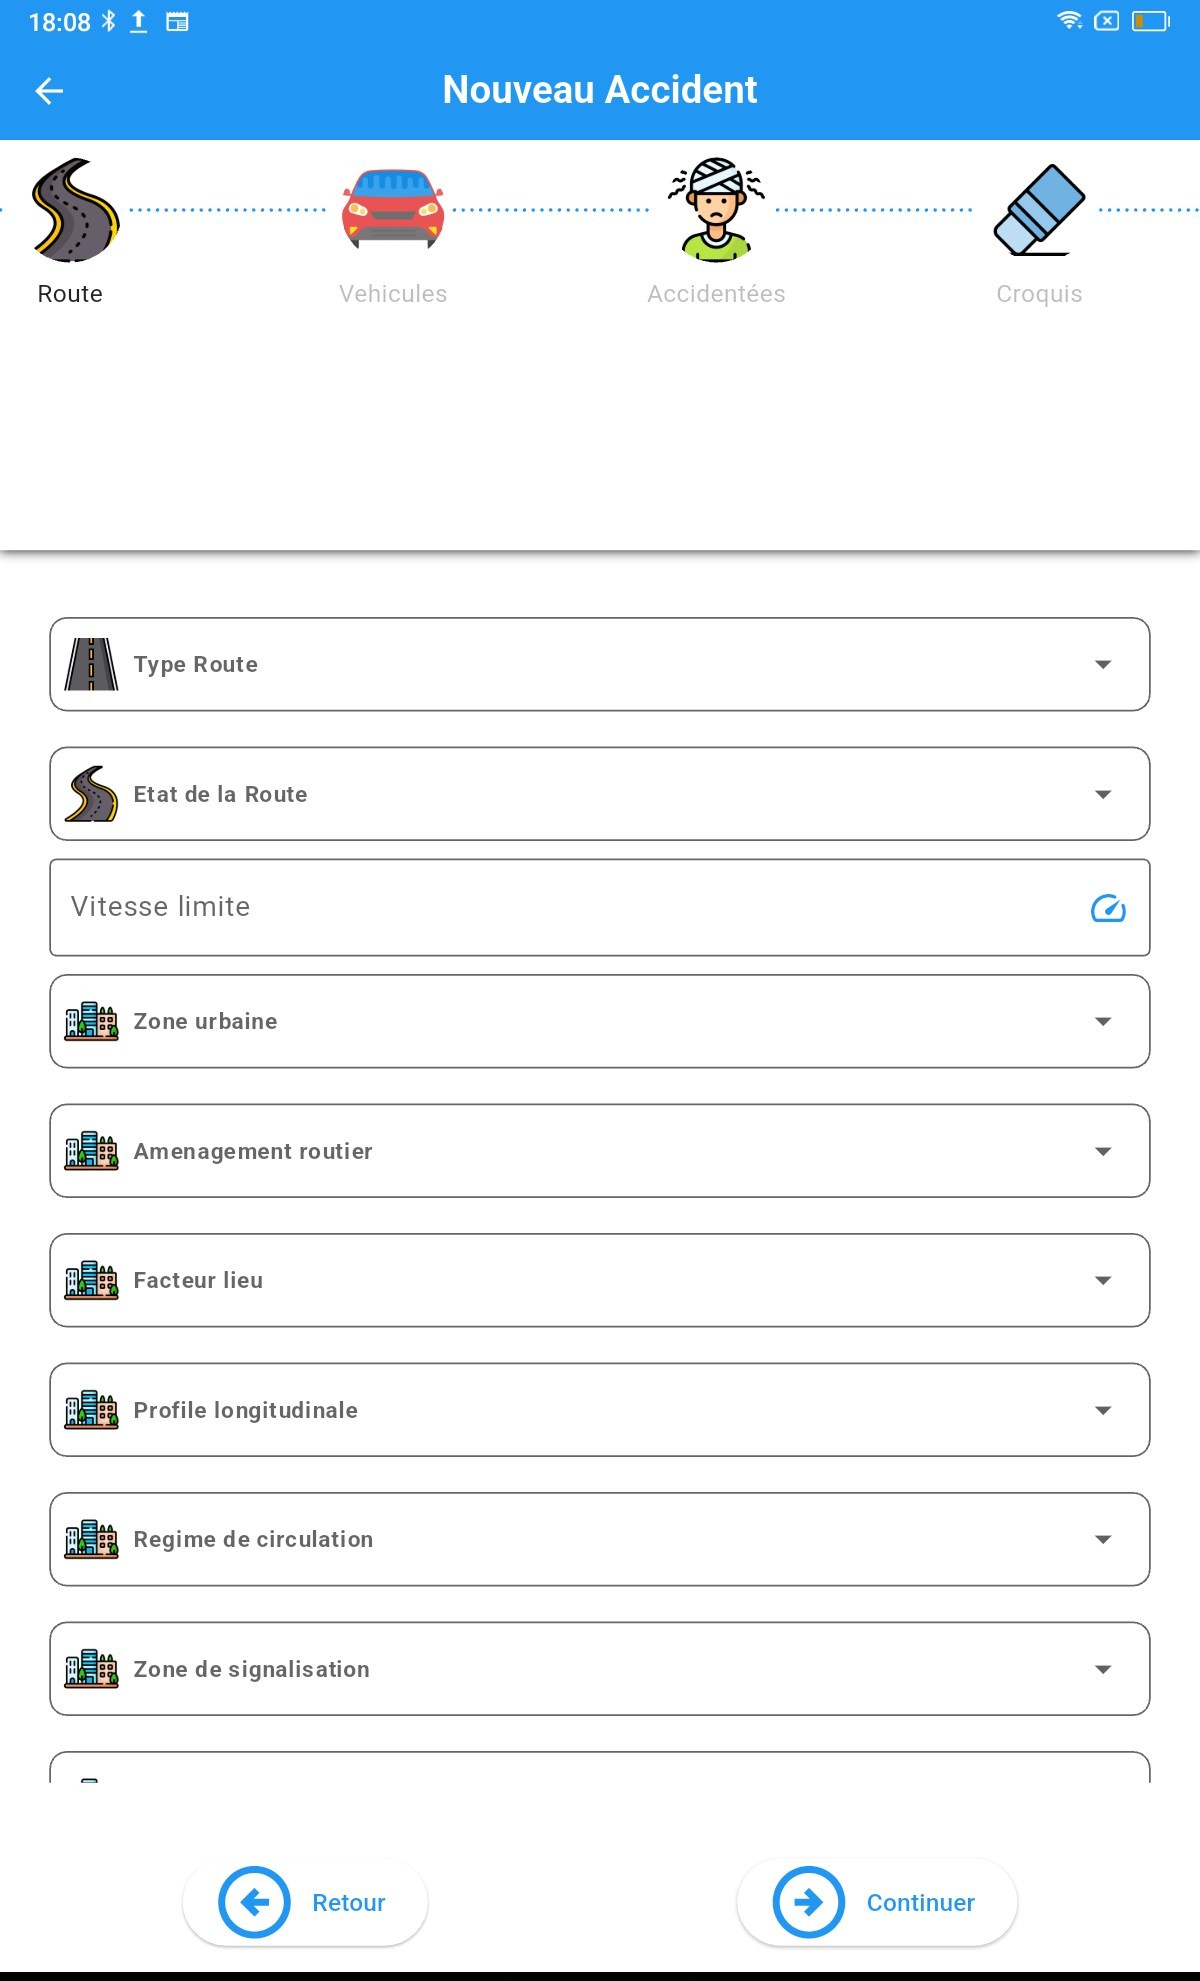 18:08
Nouveau Accident
Route
Vehicules
Accidentées
Croquis
Type Route
Etat de la Route
Vitesse limite
Zone urbaine
Amenagement routier
Facteur lieu
Profile longitudinale
Regime de circulation
Zone de signalisation
Retour
Continuer